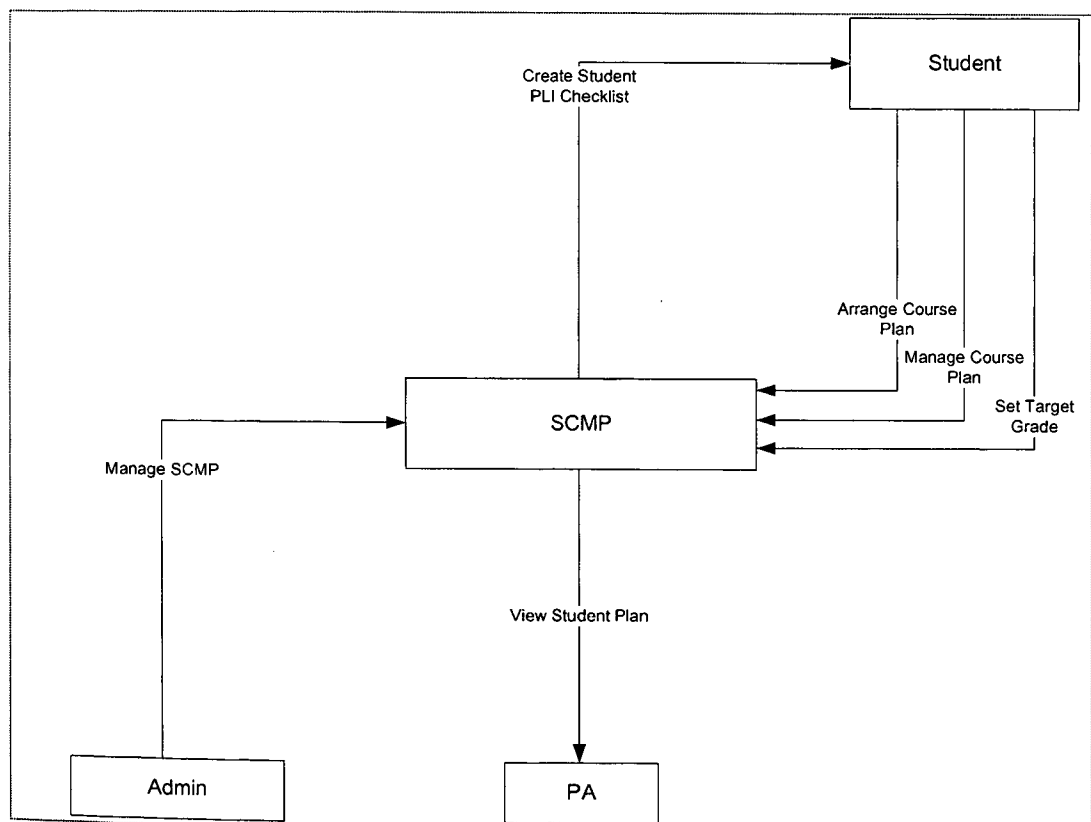 Student
Create Student
PLI Checklist
Arrange Course
Plan
Manage Course
Plan
Set Target
Grade
SCMP
Manage SCMP
View Student Plan
Admin
PA